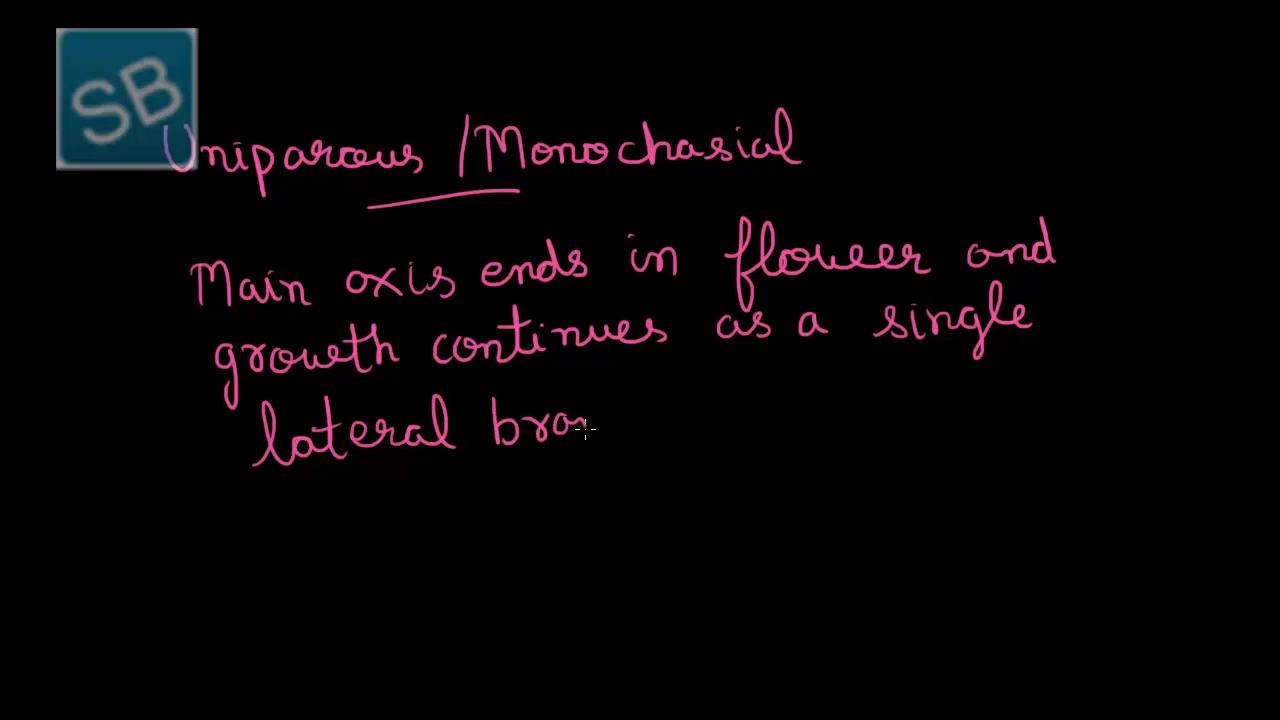 SB
Uniparous / Monochasial
Main axis ends in flower and
growth continues as a single
lateral bra